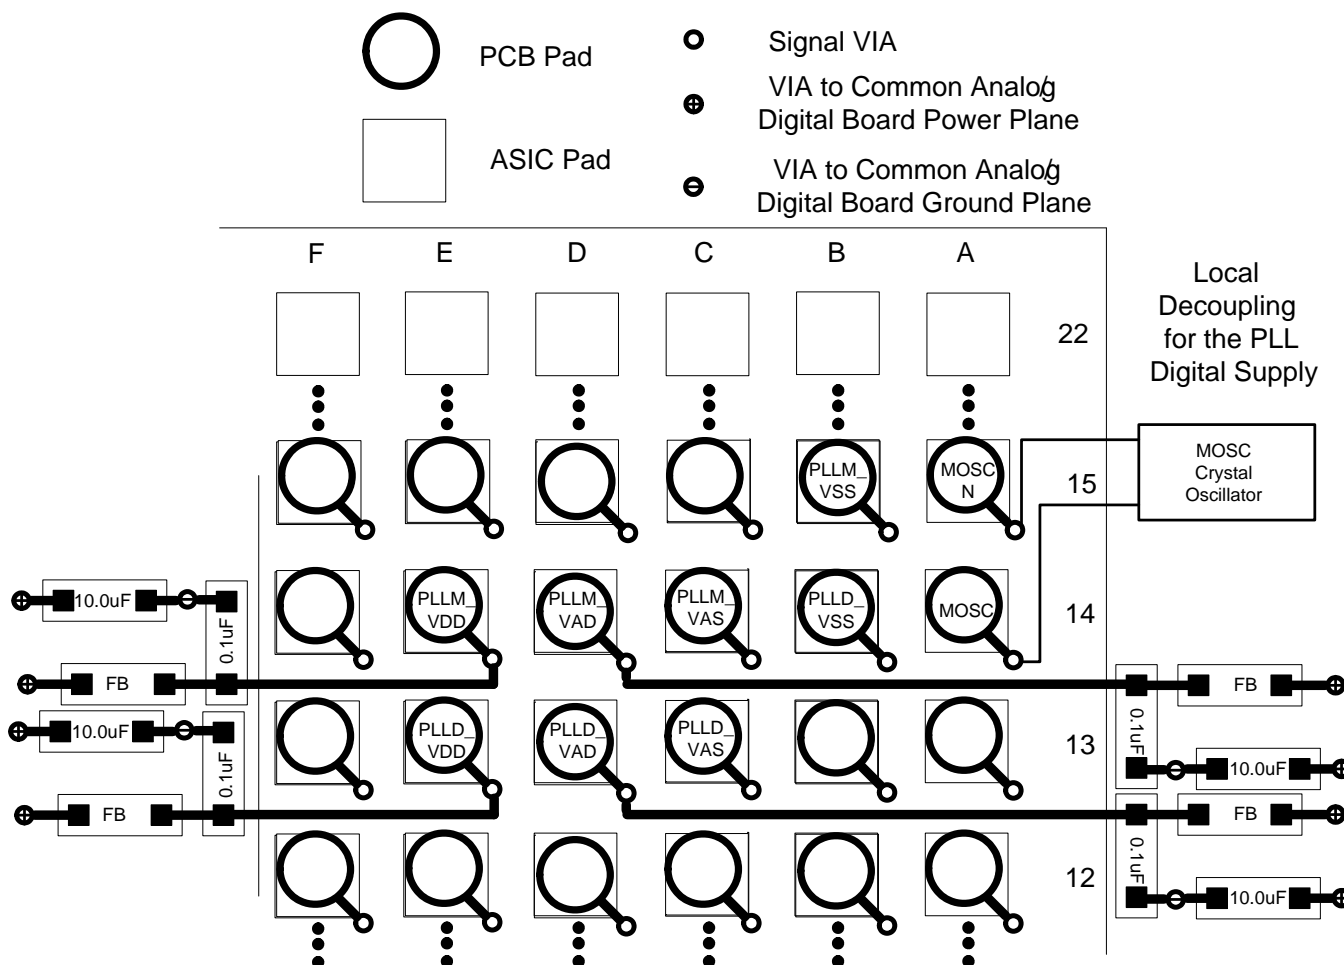 PCB Pad
Signal VIA
VIA to Common Analog/
Digital Board Power Plane
ASIC Pad
VIA to Common Analog/
Digital Board Ground Plane
F E D C B A
22
Local
Decoupling
for the PLL
Digital Supply
PLLM_
VSS
MOSC
N
15
MOSC
Crystal
Oscillator
10.0uF
0.1uF
FB
PLLM_
VDD
PLLM_
VAD
PLLM_
VAS
PLLD_
VSS
MOSC
14
0.1uF
FB
10.0uF
10.0uF
0.1uF
FB
PLLD_
VDD
PLLD_
VAD
PLLD_
VAS
13
0.1uF
FB
10.0uF
12